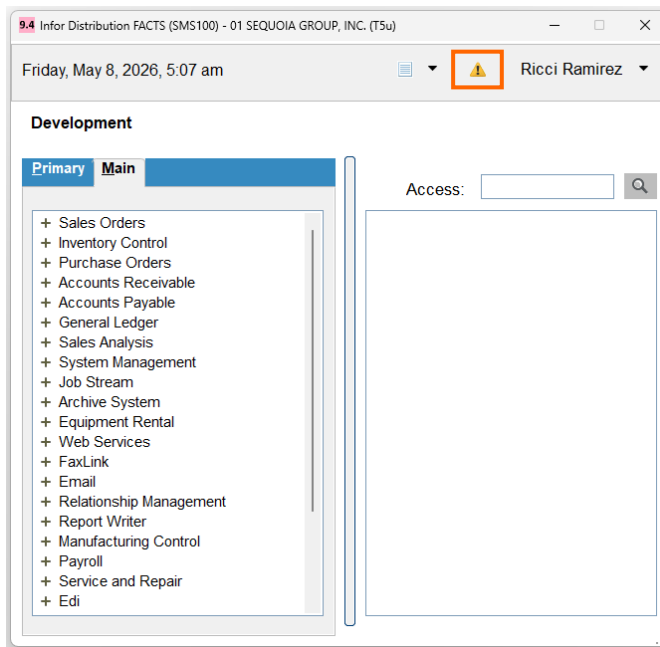 9.4 Infor Distribution FACTS (SMS100) - 01 SEQUOIA GROUP, INC. (T5u)
Friday, May 8, 2026, 5:07 am
Ricci Ramirez
Development
Primary Main
Access:
+ Sales Orders
+ Inventory Control
+ Purchase Orders
+ Accounts Receivable
+ Accounts Payable
+ General Ledger
+ Sales Analysis
+ System Management
+ Job Stream
+ Archive System
+ Equipment Rental
+ Web Services
+ FaxLink
+ Email
+ Relationship Management
+ Report Writer
+ Manufacturing Control
+ Payroll
+ Service and Repair
+ Edi